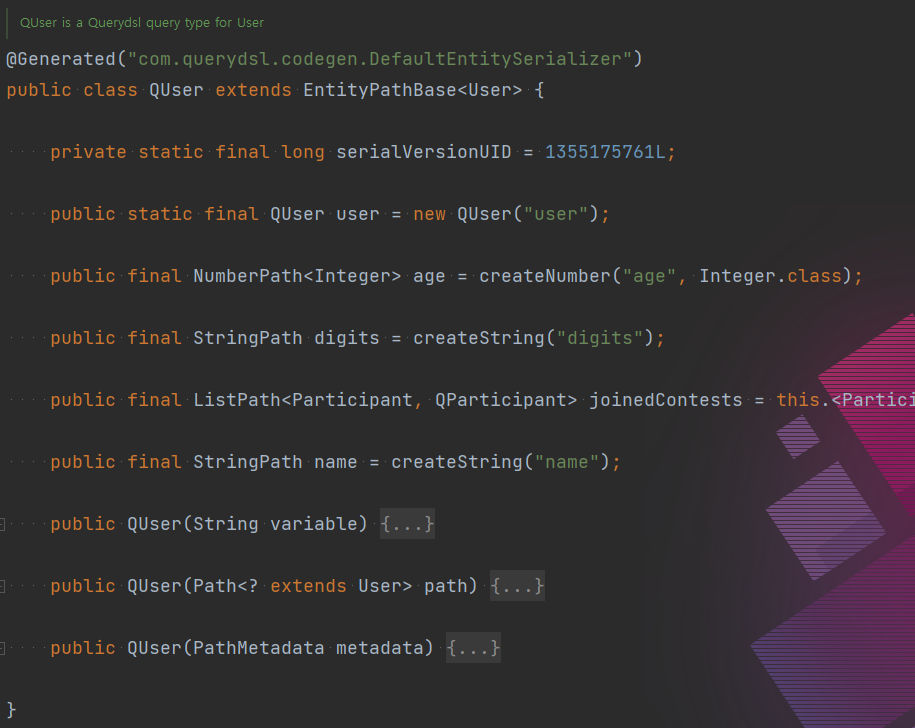 QUser is a Querydsl query type for User
@Generated("com.querydsl.codegen.DefaultEntitySerializer")
public class QUser extends EntityPathBase<User> {
private static final long serialVersionUID = 1355175761L;
public static final QUser user = new QUser("user");
public final NumberPath<Integer> age = createNumber("age", Integer.class);
public final StringPath digits = createString("digits");
public final ListPath<Participant, QParticipant> joinedContests = this.<Partici
public final StringPath name = createString("name");
public QUser(String variable) {...}
public QUser(Path<? extends User> path) {...}
public QUser(PathMetadata metadata) {...}
}